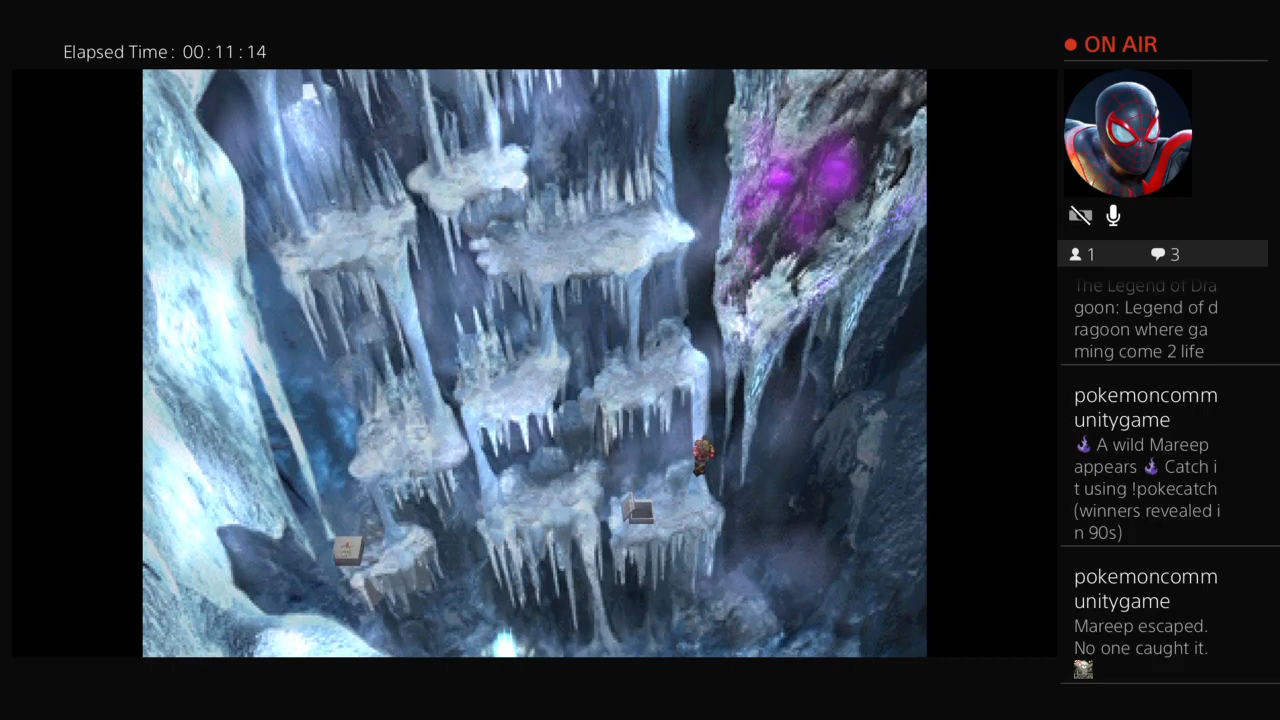 Elapsed Time: 00:11:14
ON AIR
1
3
The Legend of Dra
goon: Legend of d
ragoon where ga
ming come 2 life
pokemoncomm
unitygame
A wild Mareep
appears Catch i
t using !pokecatch
(winners revealed i
n 90s)
pokemoncomm
unitygame
Mareep escaped.
No one caught it.